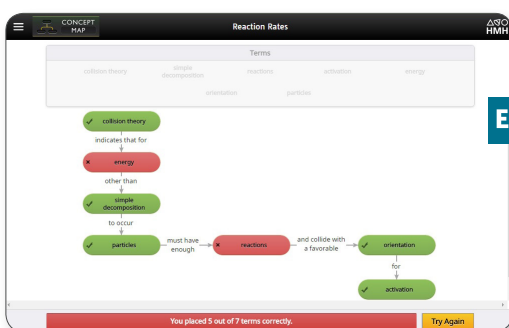 CONCEPT
MAP
Reaction Rates
HMH
Terms
collision theory
simple
decomposition
reactions
activation
energy
orientation
particles
E
collision theory
indicates that for
energy
other than
simple
decomposition
to occur
particles
must have
enough
reactions
and collide with
a favorable
orientation
for
activation
You placed 5 out of 7 terms correctly.
Try Again